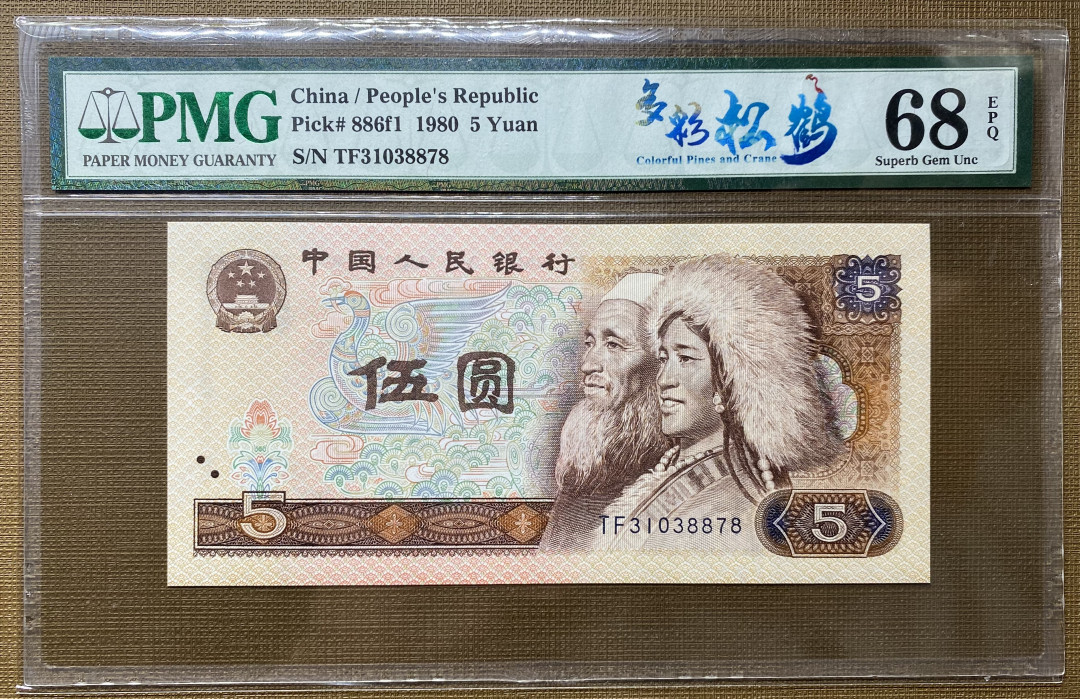 PMG
PAPER MONEY GUARANTY
China / People's Republic
Pick# 886f1 1980 5 Yuan
S/N TF31038878
多彩松鹤
Colorful Pines and Crane
68
EPQ
Superb Gem Unc
中国人民银行
5
伍圆
TF31038878
5
5